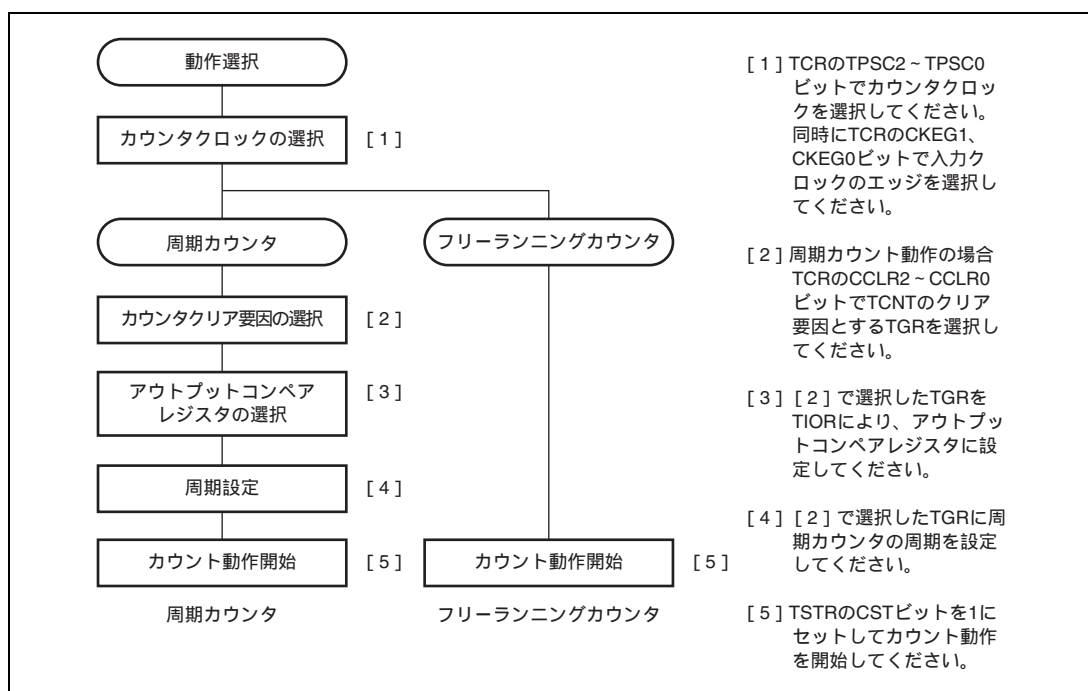 動作選択
カウンタクロックの選択 [1]
周期カウンタ
フリーランニングカウンタ
カウンタクリア要因の選択 [2]
アウトプットコンペア
レジスタの選択 [3]
周期設定 [4]
カウント動作開始 [5]
カウント動作開始 [5]
周期カウンタ
フリーランニングカウンタ
[1] TCRのTPSC2~TPSC0
ビットでカウンタクロッ
クを選択してください。
同時にTCRのCKEG1、
CKEG0ビットで入力ク
ロックのエッジを選択し
てください。
[2] 周期カウント動作の場合
TCRのCCLR2~CCLR0
ビットでTCNTのクリア
要因とするTGRを選択し
てください。
[3] [2]で選択したTGRを
TIORにより、アウトプッ
トコンペアレジスタに設
定してください。
[4] [2]で選択したTGRに周
期カウンタの周期を設定
してください。
[5] TSTRのCSTビットを1に
セットしてカウント動作
を開始してください。